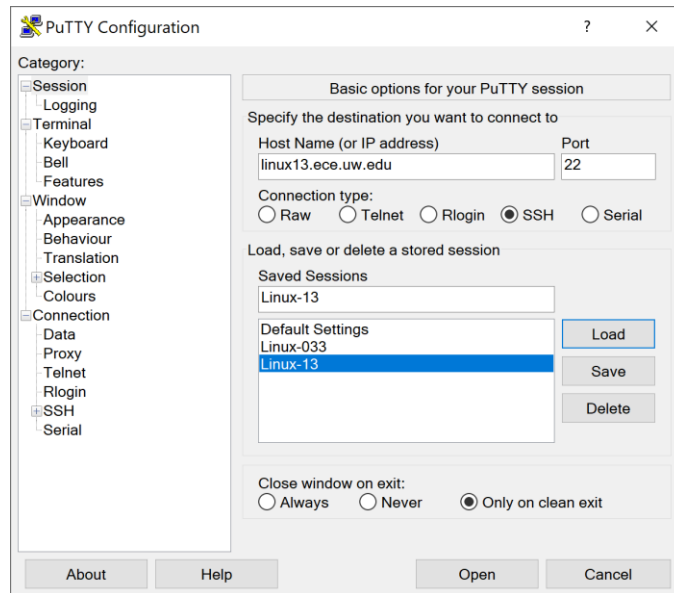 PuTTY Configuration
?
Category:
Session
Logging
Terminal
Keyboard
Bell
Features
Window
Appearance
Behaviour
Translation
Selection
Colours
Connection
Data
Proxy
Telnet
Rlogin
SSH
Serial
Basic options for your PuTTY session
Specify the destination you want to connect to
Host Name (or IP address) Port
linux13.ece.uw.edu 22
Connection type:
Raw Telnet Rlogin SSH Serial
Load, save or delete a stored session
Saved Sessions
Linux-13
Default Settings
Linux-033
Linux-13
Load
Save
Delete
Close window on exit:
Always Never Only on clean exit
About Help Open Cancel